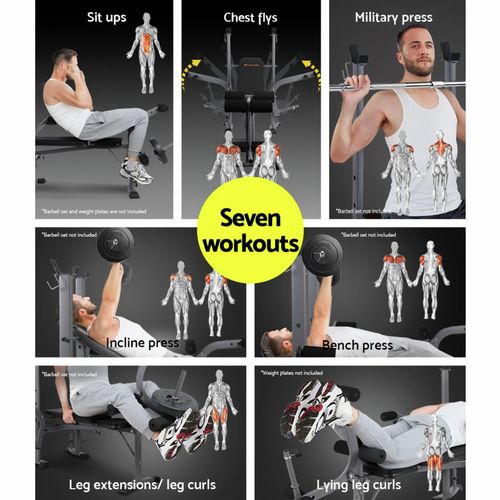 Sit ups
Chest flys
Military press
*Barbell set and weight plates are not included
*Barbell set not included
Seven
workouts
*Barbell set not included
*Barbell set not included
Incline press
Bench press
*Barbell set not included
*Weight plates are not included
Leg extensions/ leg curls
Lying leg curls